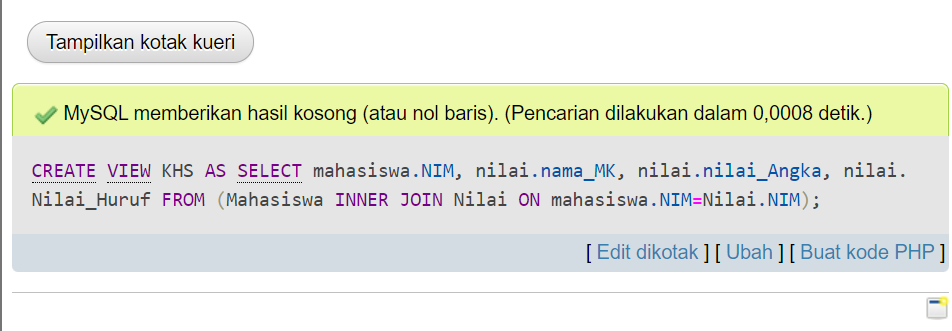 Tampilkan kotak kueri
MySQL memberikan hasil kosong (atau nol baris). (Pencarian dilakukan dalam 0,0008 detik.)
CREATE VIEW KHS AS SELECT mahasiswa.NIM, nilai.nama_MK, nilai.nilai_Angka, nilai.
Nilai_Huruf FROM (Mahasiswa INNER JOIN Nilai ON mahasiswa.NIM=Nilai.NIM);
[ Edit dikotak ] [ Ubah ] [ Buat kode PHP ]